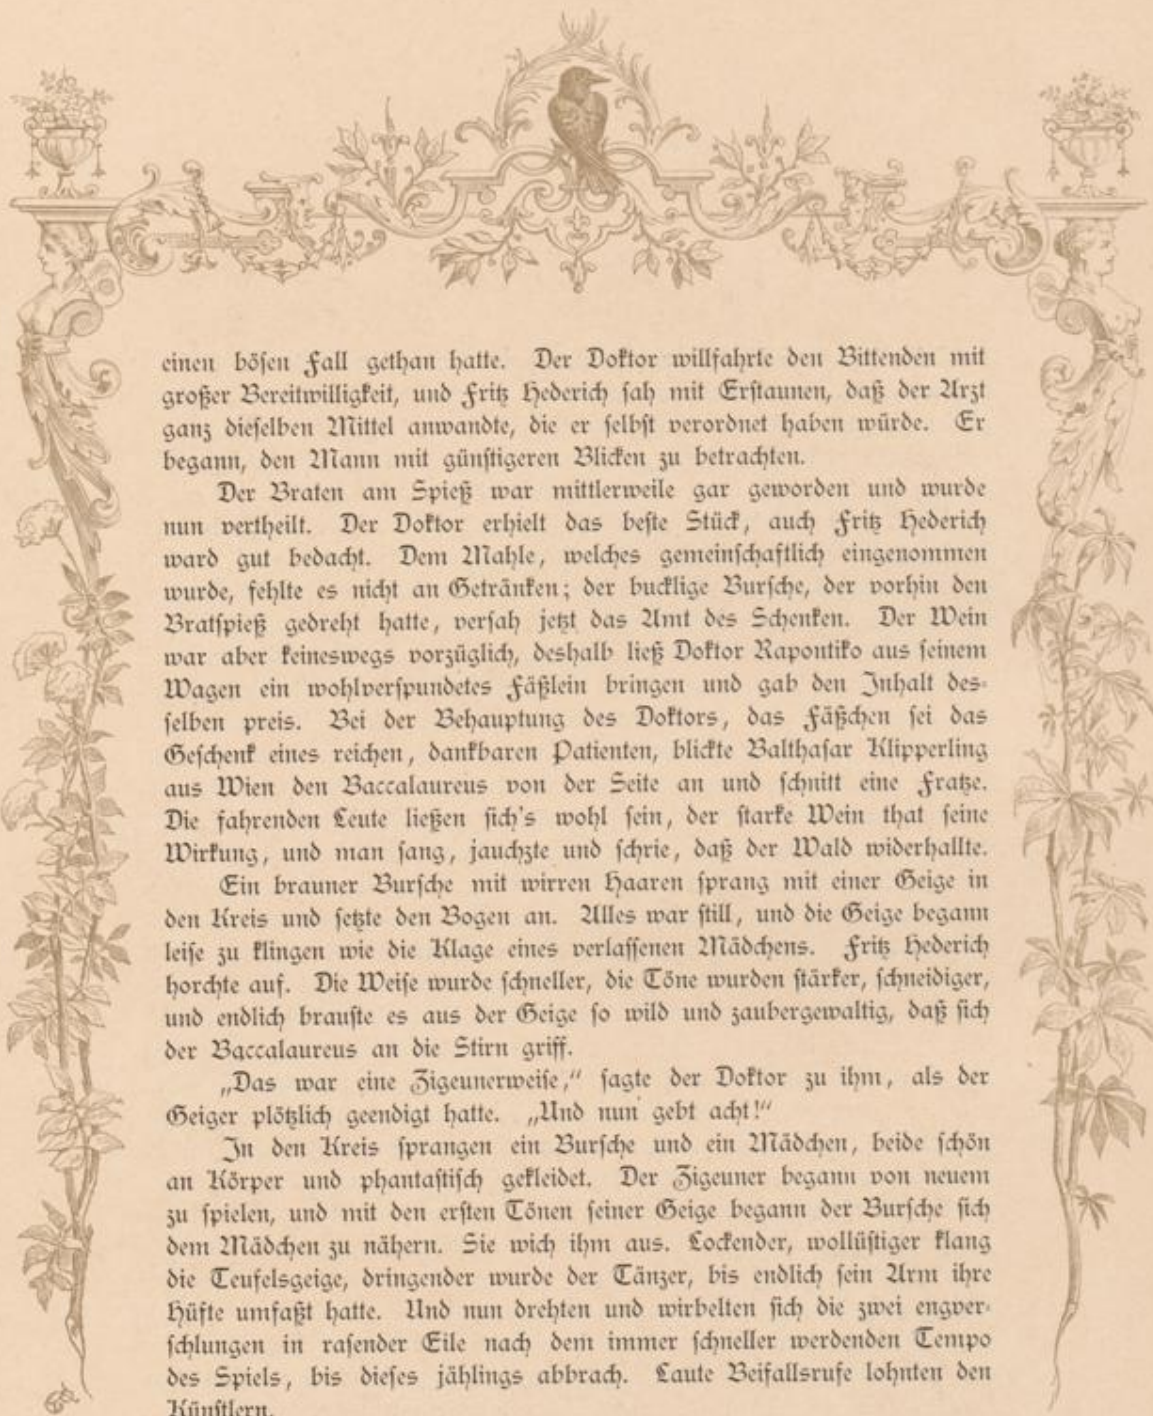 einen bösen Fall gethan hatte. Der Doktor willfahrte den Bittenden mit
großer Bereitwilligkeit, und Fritz Hederich sah mit Erstaunen, daß der Arzt
ganz dieselben Mittel anwandte, die er selbst verordnet haben würde. Er
begann, den Mann mit günstigeren Blicken zu betrachten.
Der Braten am Spieß war mittlerweile gar geworden und wurde
nun vertheilt. Der Doktor erhielt das beste Stück, auch Fritz Hederich
ward gut bedacht. Dem Mahle, welches gemeinschaftlich eingenommen
wurde, fehlte es nicht an Getränken; der bucklige Bursche, der vorhin den
Bratspieß gedreht hatte, versah jetzt das Amt des Schenken. Der Wein
war aber keineswegs vorzüglich, deshalb ließ Doktor Rapontiko aus seinem
Wagen ein wohlverspundetes Fäßlein bringen und gab den Inhalt des-
selben preis. Bei der Behauptung des Doktors, das Fäßchen sei das
Geschenk eines reichen, dankbaren Patienten, blickte Balthasar Klipperling
aus Wien den Baccalaureus von der Seite an und schnitt eine Fratze.
Die fahrenden Leute ließen sich's wohl sein, der starke Wein that seine
Wirkung, und man sang, jauchzte und schrie, daß der Wald widerhallte.
Ein brauner Bursche mit wirren Haaren sprang mit einer Geige in
den Kreis und setzte den Bogen an. Alles war still, und die Geige begann
leise zu klingen wie die Klage eines verlassenen Mädchens. Fritz Hederich
horchte auf. Die Weise wurde schneller, die Töne wurden stärker, schneidiger,
und endlich brauste es aus der Geige so wild und zaubergewaltig, daß sich
der Baccalaureus an die Stirn griff.
„Das war eine Zigeunerweise,“ sagte der Doktor zu ihm, als der
Geiger plötzlich geendigt hatte. „Und nun gebt acht!“
In den Kreis sprangen ein Bursche und ein Mädchen, beide schön
an Körper und phantastisch gekleidet. Der Zigeuner begann von neuem
zu spielen, und mit den ersten Tönen seiner Geige begann der Bursche sich
dem Mädchen zu nähern. Sie wich ihm aus. Lockender, wollüstiger klang
die Teufelsgeige, dringender wurde der Tänzer, bis endlich sein Arm ihre
Hüfte umfaßt hatte. Und nun drehten und wirbelten sich die zwei engver-
schlungen in rasender Eile nach dem immer schneller werdenden Tempo
des Spiels, bis dieses jählings abbrach. Laute Beifallsrufe lohnten den
Künstlern.